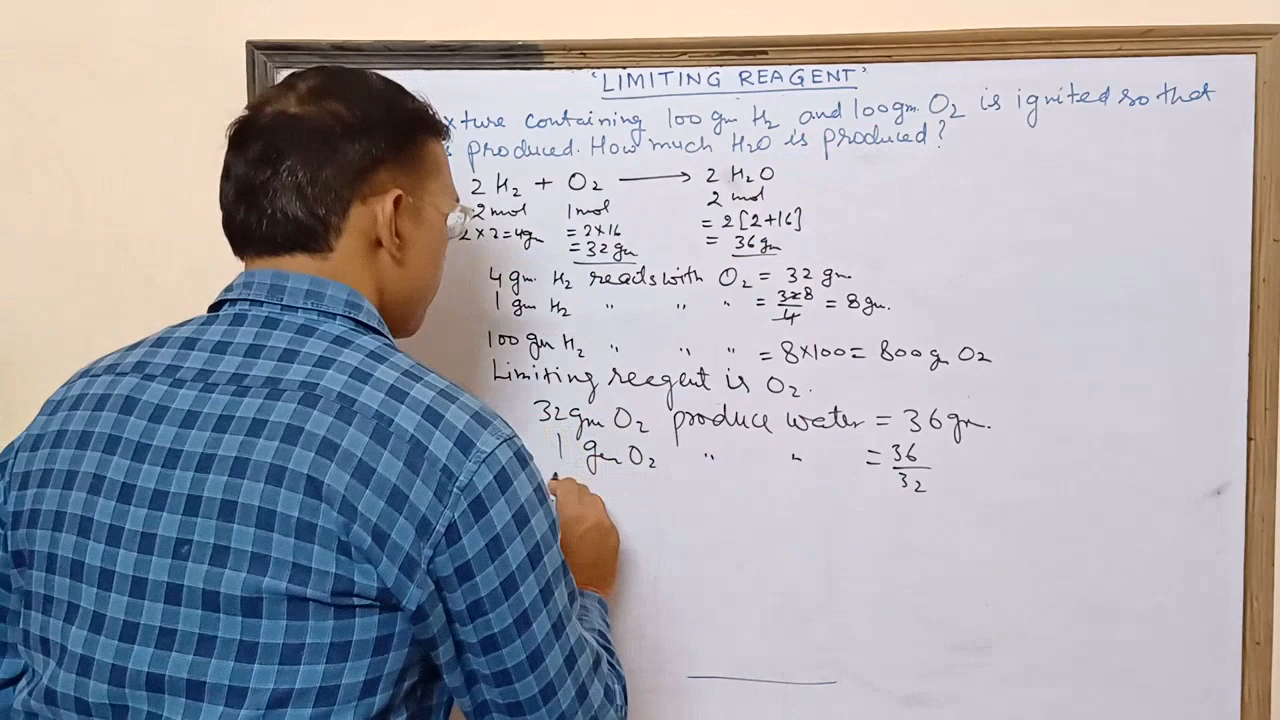 'LIMITING REAGENT'
containing 100 gm H2 and 100 gm. O2 is ignited so that
produced. How much H2O is produced?
2 H2 + O2 ⟶ 2 H2O
2 mol 1 mol 2 mol
2×2=4gm = 2×16 = 2[2+16]
= 32 gm = 36 gm
4 gm. H2 reacts with O2 = 32 gm.
1 gm H2 " " " = 32 8/4 = 8 gm.
100 gm H2 " " " = 8×100 = 800 g O2
Limiting reagent is O2.
32 gm O2 produce water = 36 gm.
1 gm O2 " " = 36/32